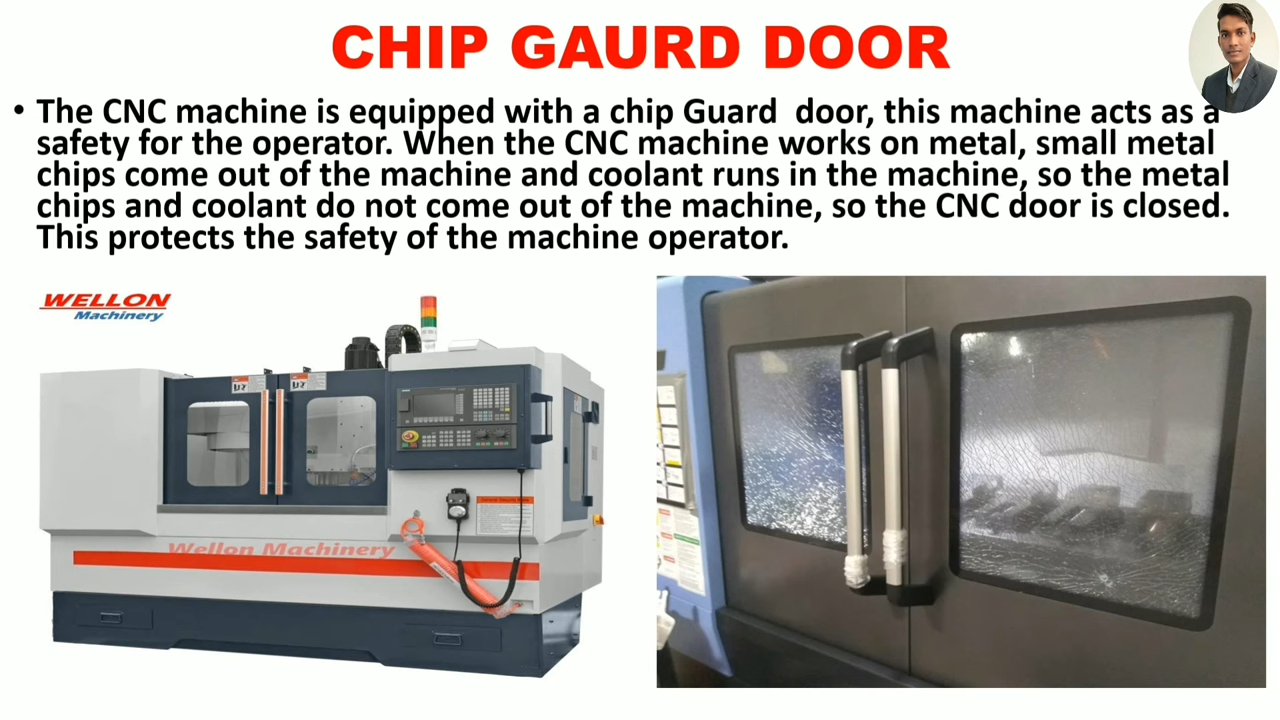 CHIP GAURD DOOR
• The CNC machine is equipped with a chip Guard door, this machine acts as a
safety for the operator. When the CNC machine works on metal, small metal
chips come out of the machine and coolant runs in the machine, so the metal
chips and coolant do not come out of the machine, so the CNC door is closed.
This protects the safety of the machine operator.
WELLON
Machinery
Wellon Machinery